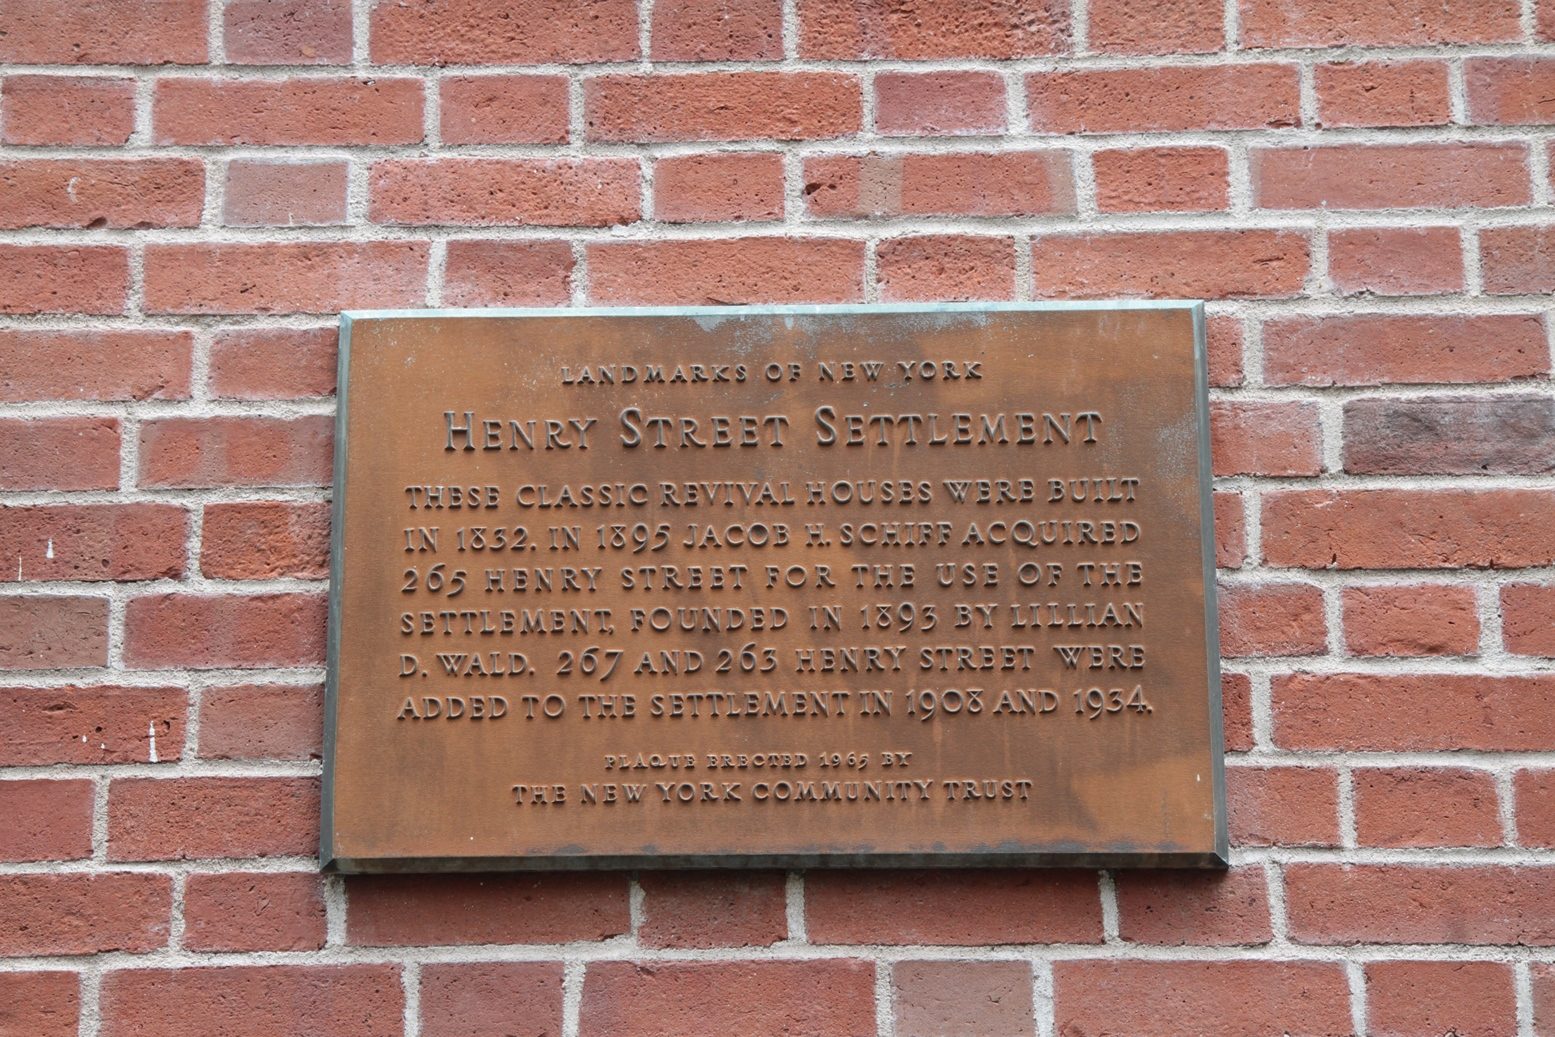 LANDMARKS OF NEW YORK
HENRY STREET SETTLEMENT
THESE CLASSIC REVIVAL HOUSES WERE BUILT
IN 1832. IN 1895 JACOB H. SCHIFF ACQUIRED
265 HENRY STREET FOR THE USE OF THE
SETTLEMENT, FOUNDED IN 1893 BY LILLIAN
D. WALD. 267 AND 263 HENRY STREET WERE
ADDED TO THE SETTLEMENT IN 1908 AND 1934.
PLAQUE ERECTED 1965 BY
THE NEW YORK COMMUNITY TRUST